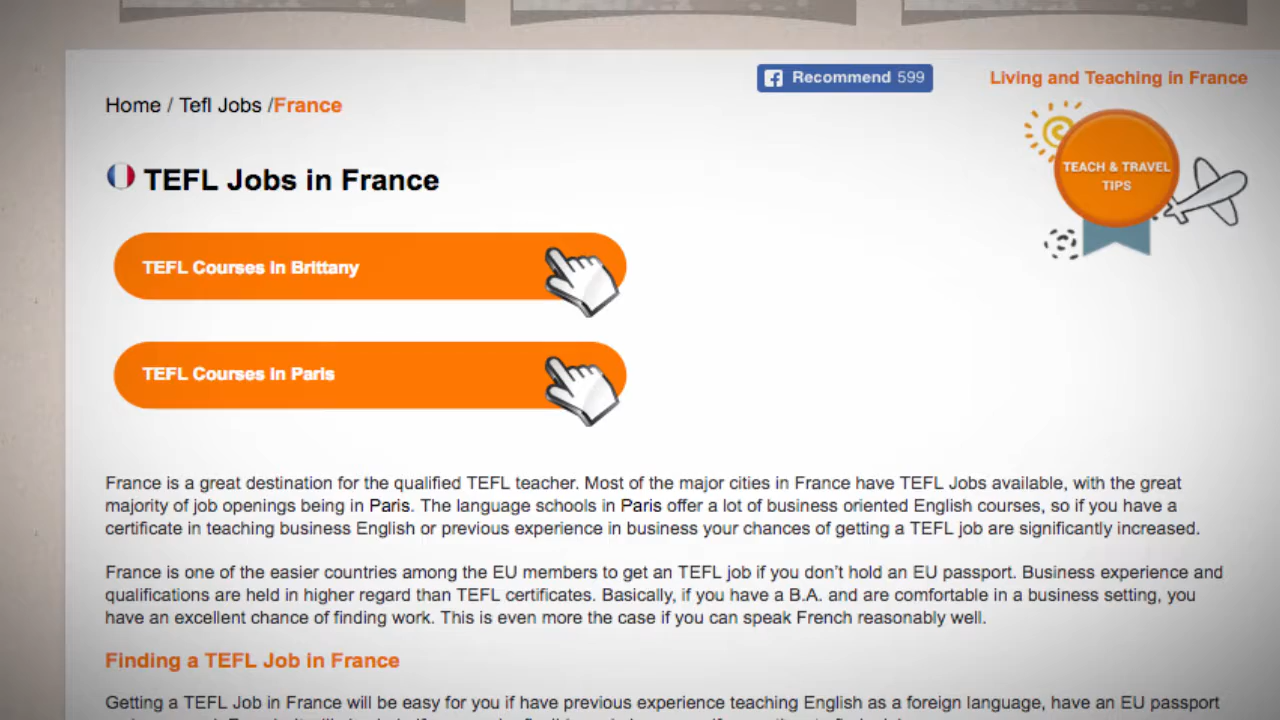 Recommend 599
Living and Teaching in France
Home / Tefl Jobs /France
TEACH & TRAVEL
TIPS
TEFL Jobs in France
TEFL Courses in Brittany
TEFL Courses in Paris
France is a great destination for the qualified TEFL teacher. Most of the major cities in France have TEFL Jobs available, with the great
majority of job openings being in Paris. The language schools in Paris offer a lot of business oriented English courses, so if you have a
certificate in teaching business English or previous experience in business your chances of getting a TEFL job are significantly increased.
France is one of the easier countries among the EU members to get an TEFL job if you don't hold an EU passport. Business experience and
qualifications are held in higher regard than TEFL certificates. Basically, if you have a B.A. and are comfortable in a business setting, you
have an excellent chance of finding work. This is even more the case if you can speak French reasonably well.
Finding a TEFL Job in France
Getting a TEFL Job in France will be easy for you if have previous experience teaching English as a foreign language, have an EU passport